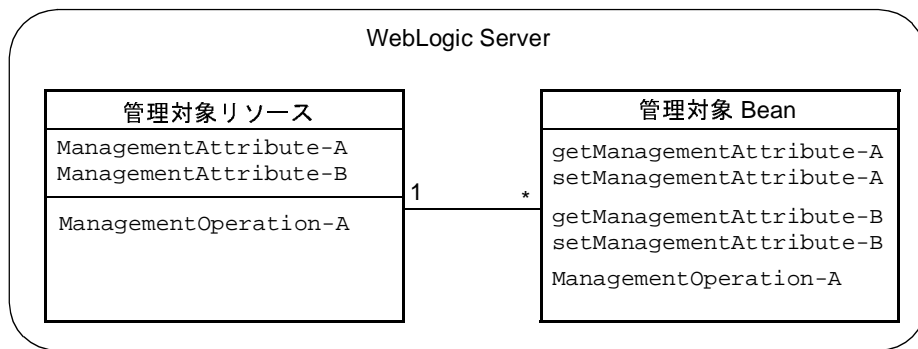 WebLogic Server
管理対象リソース
ManagementAttribute-A
ManagementAttribute-B
ManagementOperation-A
1
*
管理対象 Bean
getManagementAttribute-A
setManagementAttribute-A
getManagementAttribute-B
setManagementAttribute-B
ManagementOperation-A